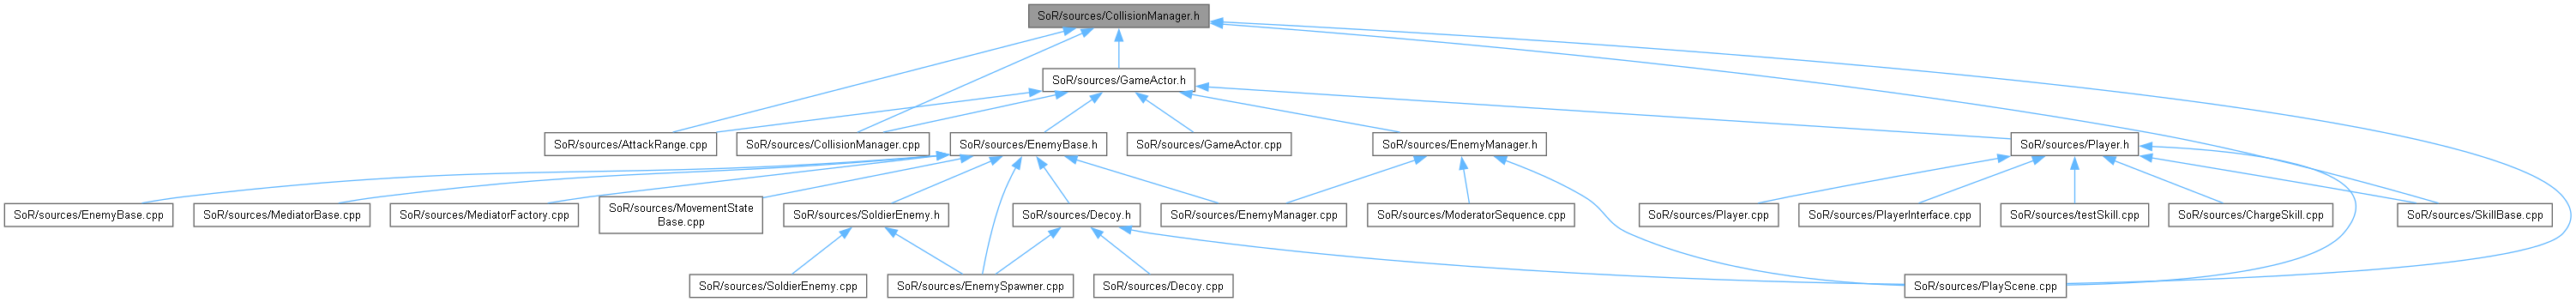 SoR/sources/CollisionManager.h
SoR/sources/GameActor.h
SoR/sources/AttackRange.cpp
SoR/sources/CollisionManager.cpp
SoR/sources/EnemyBase.h
SoR/sources/GameActor.cpp
SoR/sources/EnemyManager.h
SoR/sources/Player.h
SoR/sources/EnemyBase.cpp
SoR/sources/MediatorBase.cpp
SoR/sources/MediatorFactory.cpp
SoR/sources/MovementState
Base.cpp
SoR/sources/SoldierEnemy.h
SoR/sources/Decoy.h
SoR/sources/EnemyManager.cpp
SoR/sources/ModeratorSequence.cpp
SoR/sources/Player.cpp
SoR/sources/PlayerInterface.cpp
SoR/sources/testSkill.cpp
SoR/sources/ChargeSkill.cpp
SoR/sources/SkillBase.cpp
SoR/sources/SoldierEnemy.cpp
SoR/sources/EnemySpawner.cpp
SoR/sources/Decoy.cpp
SoR/sources/PlayScene.cpp